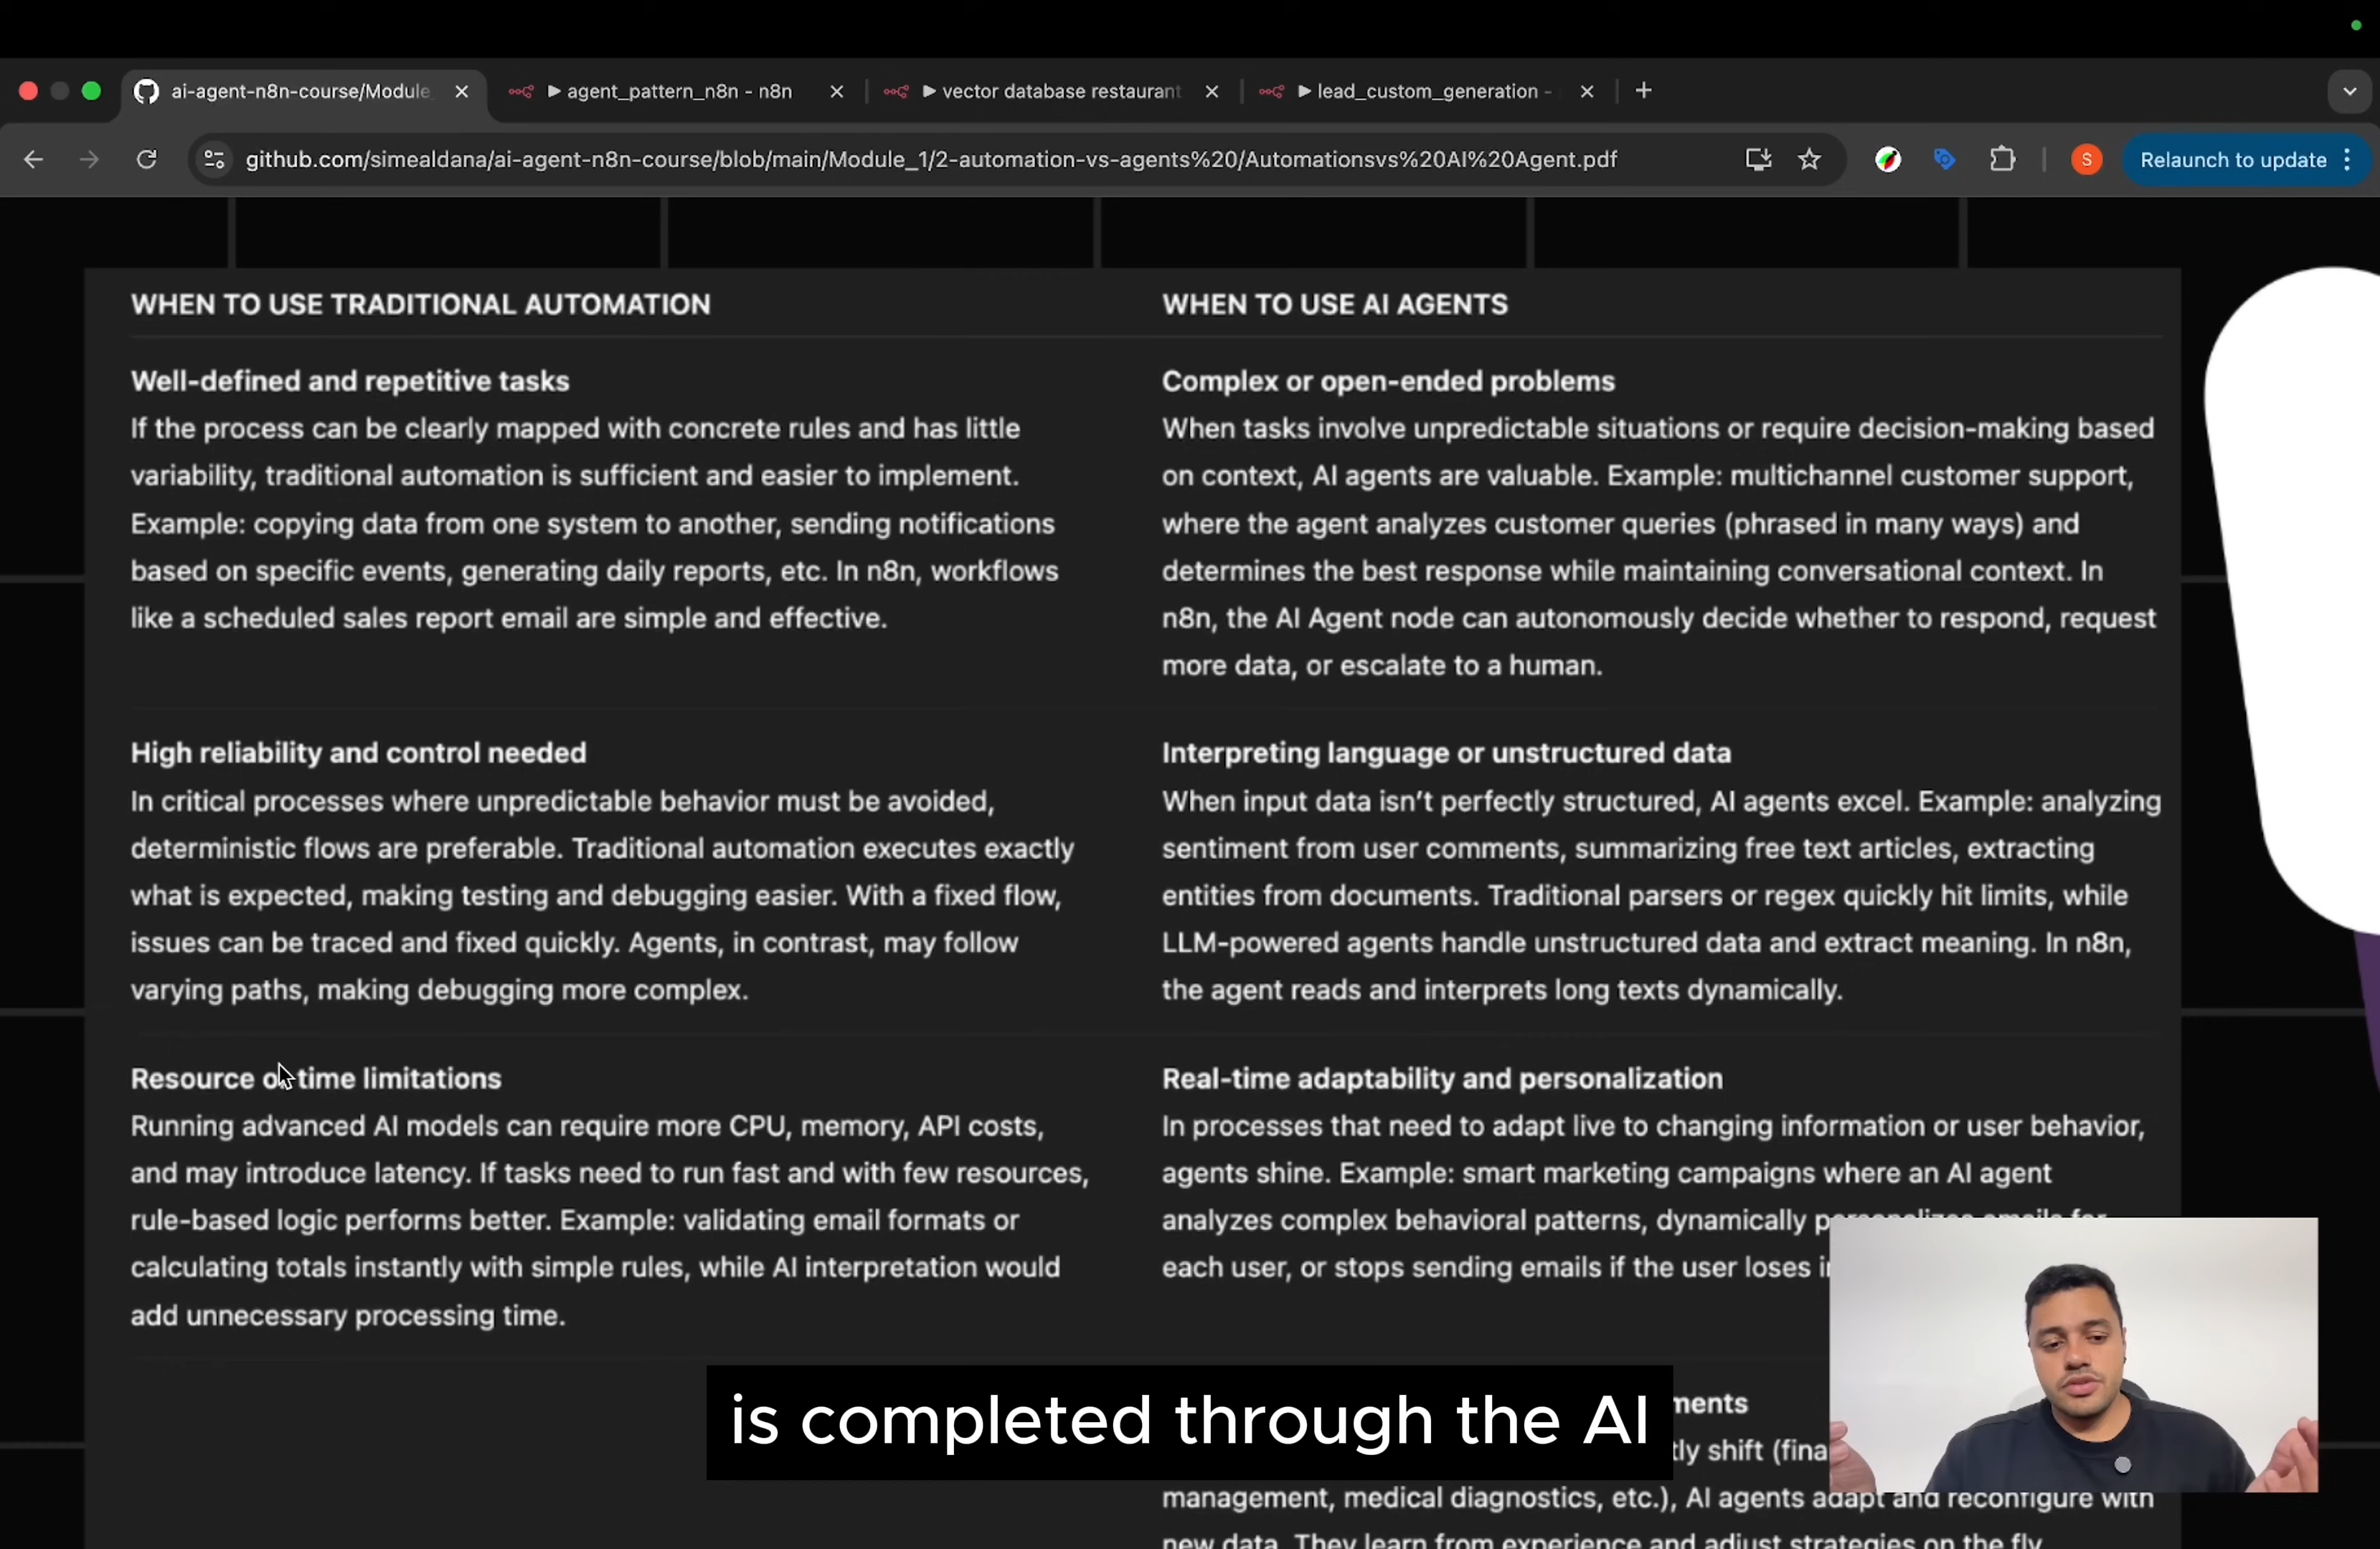 ai-agent-n8n-course/Module_
agent_pattern_n8n - n8n
vector database restaurant
lead_custom_generation -
github.com/simealdana/ai-agent-n8n-course/blob/main/Module_1/2-automation-vs-agents%20/Automationsvs%20AI%20Agent.pdf
S
Relaunch to update
WHEN TO USE TRADITIONAL AUTOMATION
Well-defined and repetitive tasks
If the process can be clearly mapped with concrete rules and has little
variability, traditional automation is sufficient and easier to implement.
Example: copying data from one system to another, sending notifications
based on specific events, generating daily reports, etc. In n8n, workflows
like a scheduled sales report email are simple and effective.
High reliability and control needed
In critical processes where unpredictable behavior must be avoided,
deterministic flows are preferable. Traditional automation executes exactly
what is expected, making testing and debugging easier. With a fixed flow,
issues can be traced and fixed quickly. Agents, in contrast, may follow
varying paths, making debugging more complex.
Resource or time limitations
Running advanced AI models can require more CPU, memory, API costs,
and may introduce latency. If tasks need to run fast and with few resources,
rule-based logic performs better. Example: validating email formats or
calculating totals instantly with simple rules, while AI interpretation would
add unnecessary processing time.
WHEN TO USE AI AGENTS
Complex or open-ended problems
When tasks involve unpredictable situations or require decision-making based
on context, AI agents are valuable. Example: multichannel customer support,
where the agent analyzes customer queries (phrased in many ways) and
determines the best response while maintaining conversational context. In
n8n, the AI Agent node can autonomously decide whether to respond, request
more data, or escalate to a human.
Interpreting language or unstructured data
When input data isn't perfectly structured, AI agents excel. Example: analyzing
sentiment from user comments, summarizing free text articles, extracting
entities from documents. Traditional parsers or regex quickly hit limits, while
LLM-powered agents handle unstructured data and extract meaning. In n8n,
the agent reads and interprets long texts dynamically.
Real-time adaptability and personalization
In processes that need to adapt live to changing information or user behavior,
agents shine. Example: smart marketing campaigns where an AI agent
analyzes complex behavioral patterns, dynamically personalizes emails for
each user, or stops sending emails if the user loses
ments
tly shift (fina
management, medical diagnostics, etc.), AI agents adapt and reconfigure with
new data. They learn from experience and adjust strategies on the fly
is completed through the AI